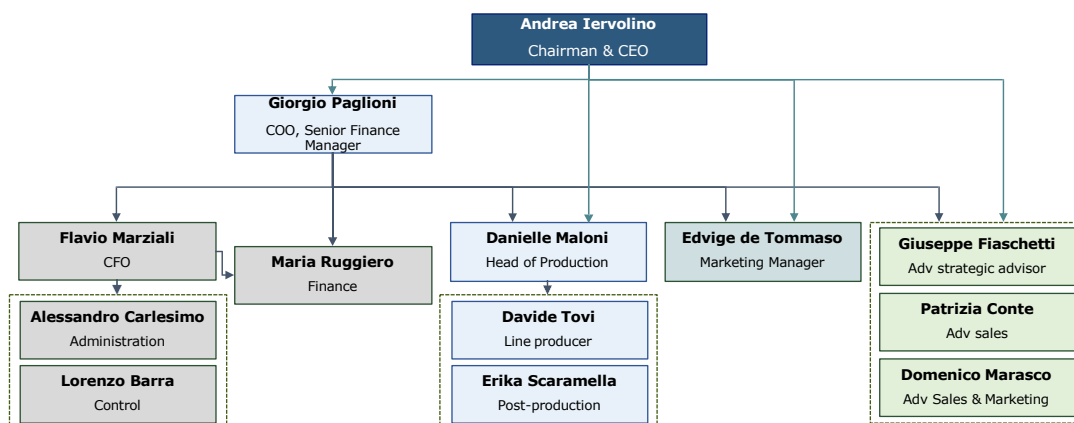 Andrea Iervolino
Chairman & CEO
Giorgio Paglioni
COO, Senior Finance
Manager
Flavio Marziali
CFO
Maria Ruggiero
Finance
Danielle Maloni
Head of Production
Edvige de Tommaso
Marketing Manager
Giuseppe Fiaschetti
Adv strategic advisor
Alessandro Carlesimo
Administration
Davide Tovi
Line producer
Patrizia Conte
Adv sales
Lorenzo Barra
Control
Erika Scaramella
Post-production
Domenico Marasco
Adv Sales & Marketing